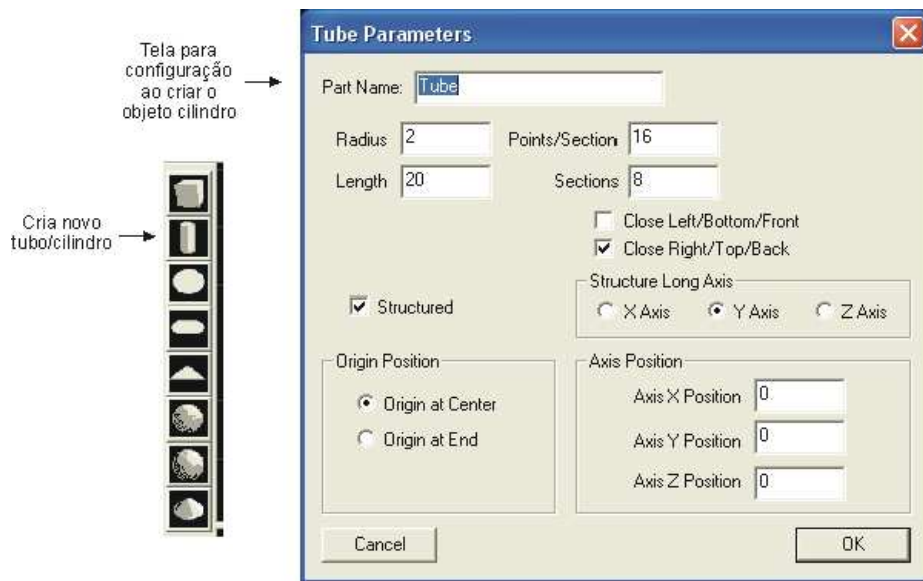 Tela para
configuração
ao criar o
objeto cilindro
Cria novo
tubo/cilindro
Tube Parameters
Part Name: Tube
Radius 2 Points/Section 16
Length 20 Sections 8
Close Left/Bottom/Front
Close Right/Top/Back
Structured
Structure Long Axis
X Axis Y Axis Z Axis
Origin Position
Origin at Center
Origin at End
Axis Position
Axis X Position 0
Axis Y Position 0
Axis Z Position 0
Cancel OK